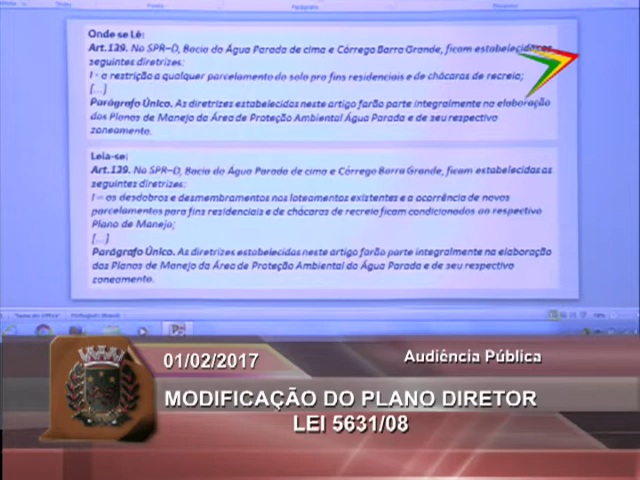 Onde se Lê:
Art.139. No SPR–D, Bacia do Água Parada de cima e Córrego Barra Grande, ficam estabelecidas as
seguintes diretrizes:
I - a restrição a qualquer parcelamento do solo pra fins residenciais e de chácaras de recreio;
[...]
Parágrafo Único. As diretrizes estabelecidas neste artigo farão parte integralmente na elaboração
dos Planos de Manejo da Área de Proteção Ambiental Água Parada e de seu respectivo
zoneamento.
Leia-se:
Art.139. No SPR–D, Bacia do Água Parada de cima e Córrego Barra Grande, ficam estabelecidas as
seguintes diretrizes:
I – os desdobros e desmembramentos nos loteamentos existentes e a ocorrência de novos
parcelamentos para fins residenciais e de chácaras de recreio ficam condicionados ao respectivo
Plano de Manejo;
[...]
Parágrafo Único. As diretrizes estabelecidas neste artigo farão parte integralmente na elaboração
dos Planos de Manejo da Área de Proteção Ambiental da Água Parada e de seu respectivo
zoneamento.
01/02/2017
Audiência Pública
MODIFICAÇÃO DO PLANO DIRETOR
LEI 5631/08